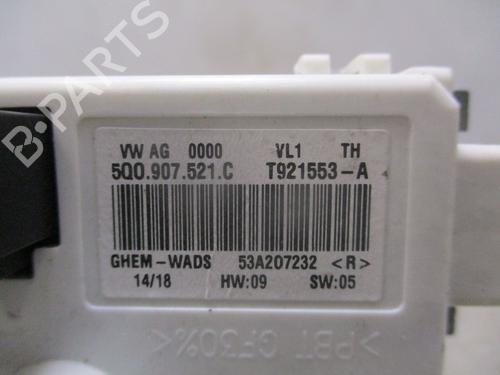 B-PARTS
VW AG 0000 VL1 TH
5Q0.907.521.C T921553-A
GHEM-WADS 53A207232 <R>
14/18 HW:09 SW:05
>PBT GF30%<